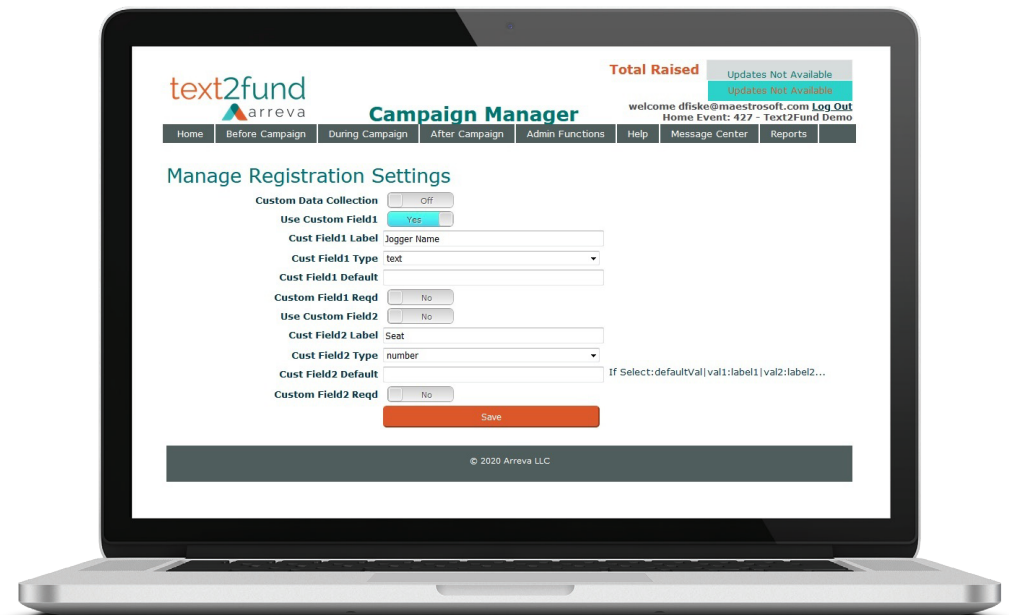 text2fund
arreva
Campaign Manager
Total Raised
Updates Not Available
Updates Not Available
welcome dfiske@maestrosoft.com Log Out
Home Event: 427 - Text2Fund Demo
Home Before Campaign During Campaign After Campaign Admin Functions Help Message Center Reports
Manage Registration Settings
Custom Data Collection Off
Use Custom Field1 Yes
Cust Field1 Label Jogger Name
Cust Field1 Type text
Cust Field1 Default
Custom Field1 Reqd No
Use Custom Field2 No
Cust Field2 Label Seat
Cust Field2 Type number
Cust Field2 Default If Select:defaultVal|val1:label1|val2:label2...
Custom Field2 Reqd No
Save
© 2020 Arreva LLC